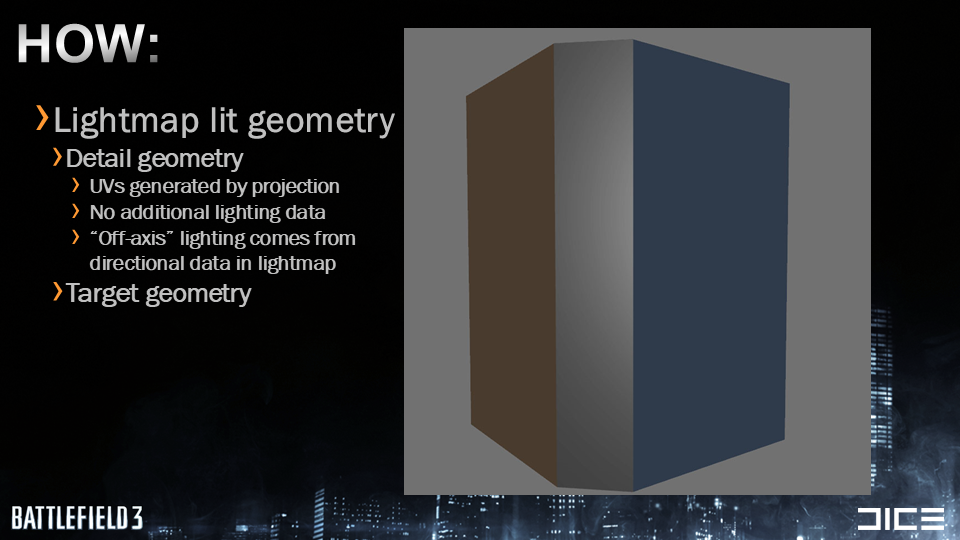 HOW:
Lightmap lit geometry
Detail geometry
UVs generated by projection
No additional lighting data
“Off-axis” lighting comes from
directional data in lightmap
Target geometry
BATTLEFIELD 3
DICE